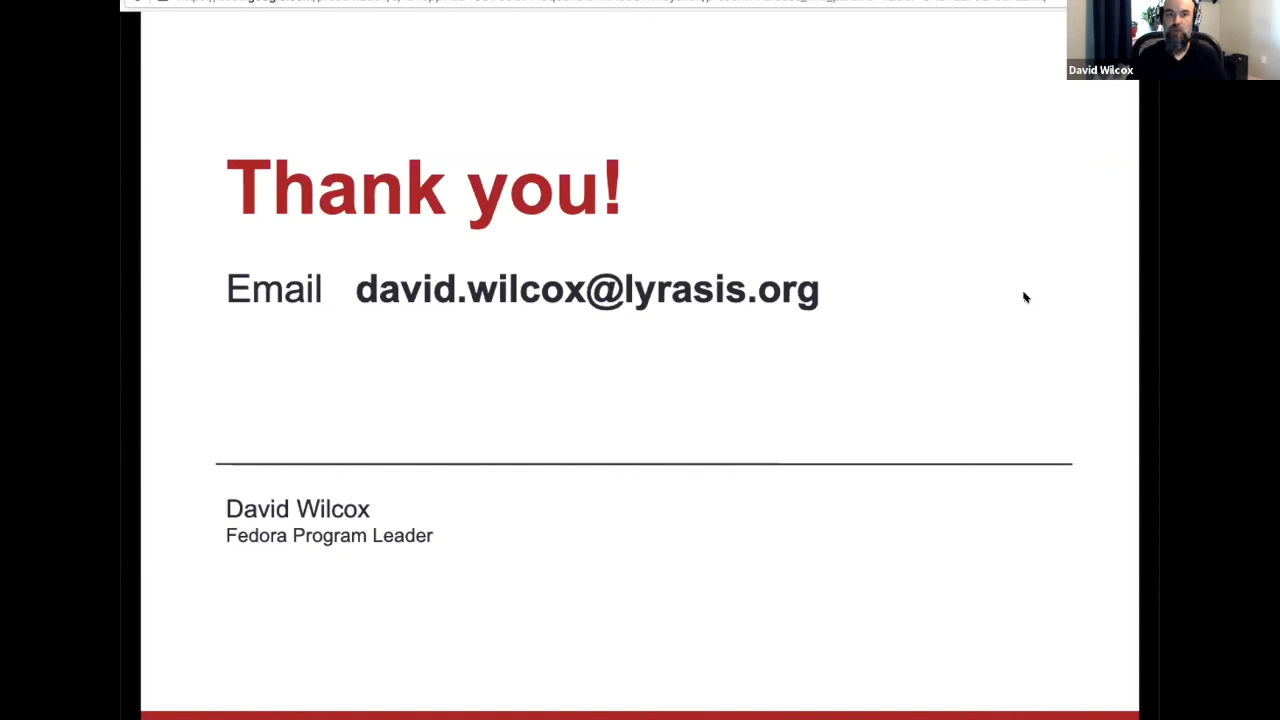 David Wilcox
Thank you!
Email david.wilcox@lyrasis.org
David Wilcox
Fedora Program Leader